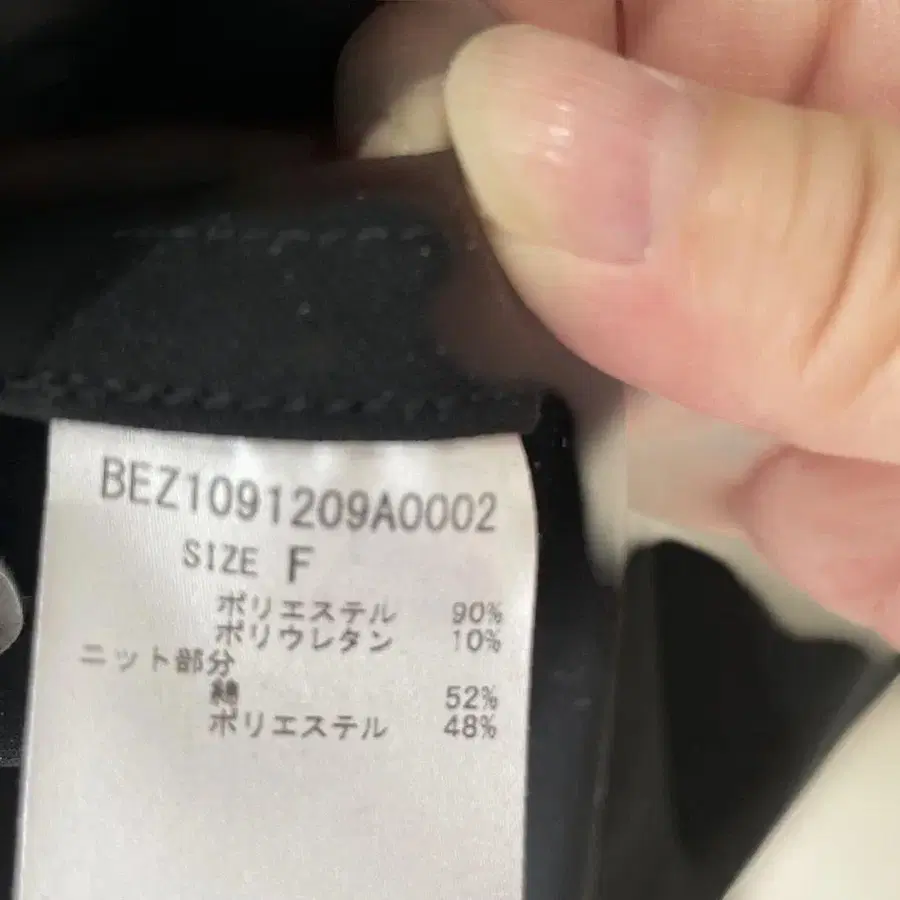 BEZ1091209A0002
SIZE F
ポリエステル 90%
ポリウレタン 10%
ニット部分
綿 52%
ポリエステル 48%